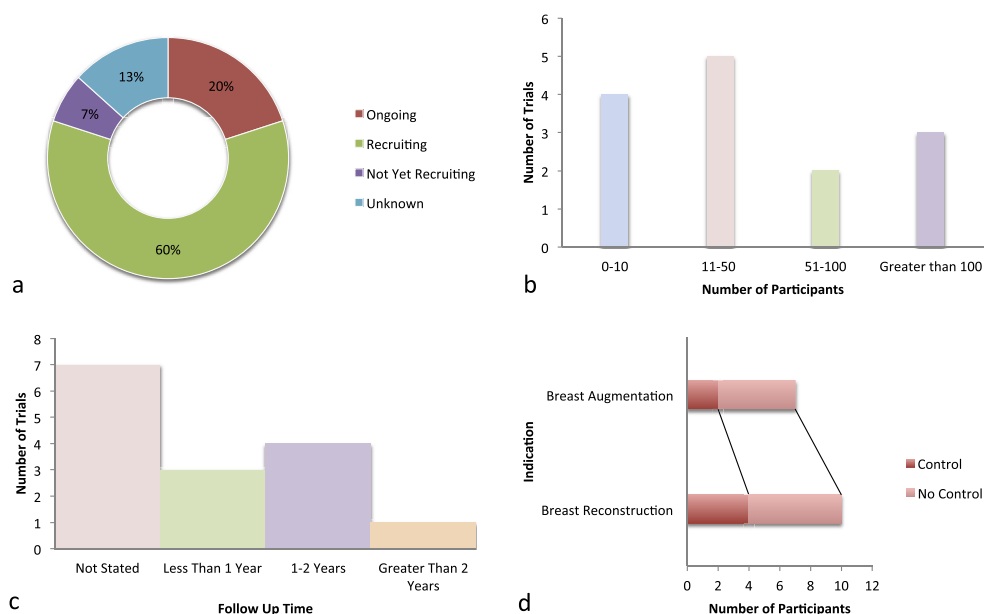 13%
20%
7%
60%
Ongoing
Recruiting
Not Yet Recruiting
Unknown
a
6
5
4
3
2
1
0
Number of Trials
0-10
11-50
51-100
Greater than 100
Number of Participants
b
8
7
6
5
4
3
2
1
0
Number of Trials
Not Stated
Less Than 1 Year
1-2 Years
Greater Than 2
Years
Follow Up Time
c
Indication
Breast Augmentation
Breast Reconstruction
Control
No Control
0
2
4
6
8
10
12
Number of Participants
d